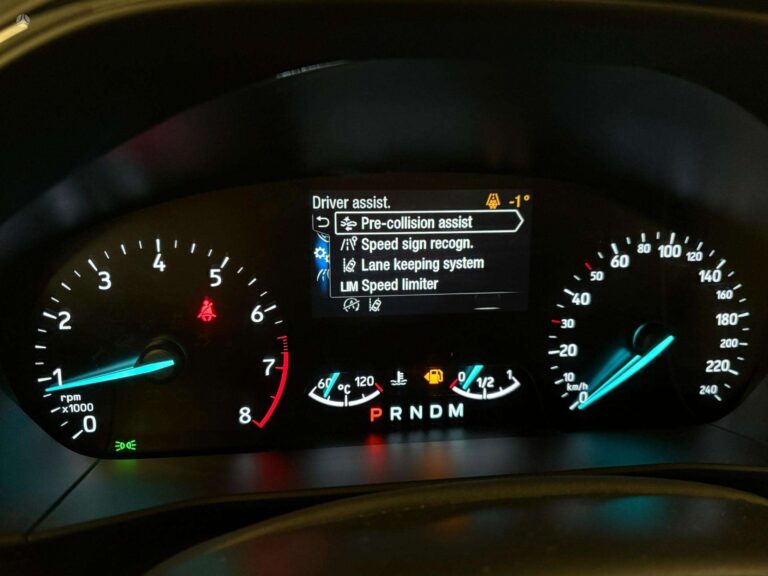 Driver assist. -1°
Pre-collision assist
Speed sign recogn.
Lane keeping system
LIM Speed limiter
0 1 2 3 4 5 6 7 8
rpm
x1000
60 °C 120
0 1/2 1
P R N D M
0 10 20 30 40 50 60 80 100 120 140 160 180 200 220 240
km/h